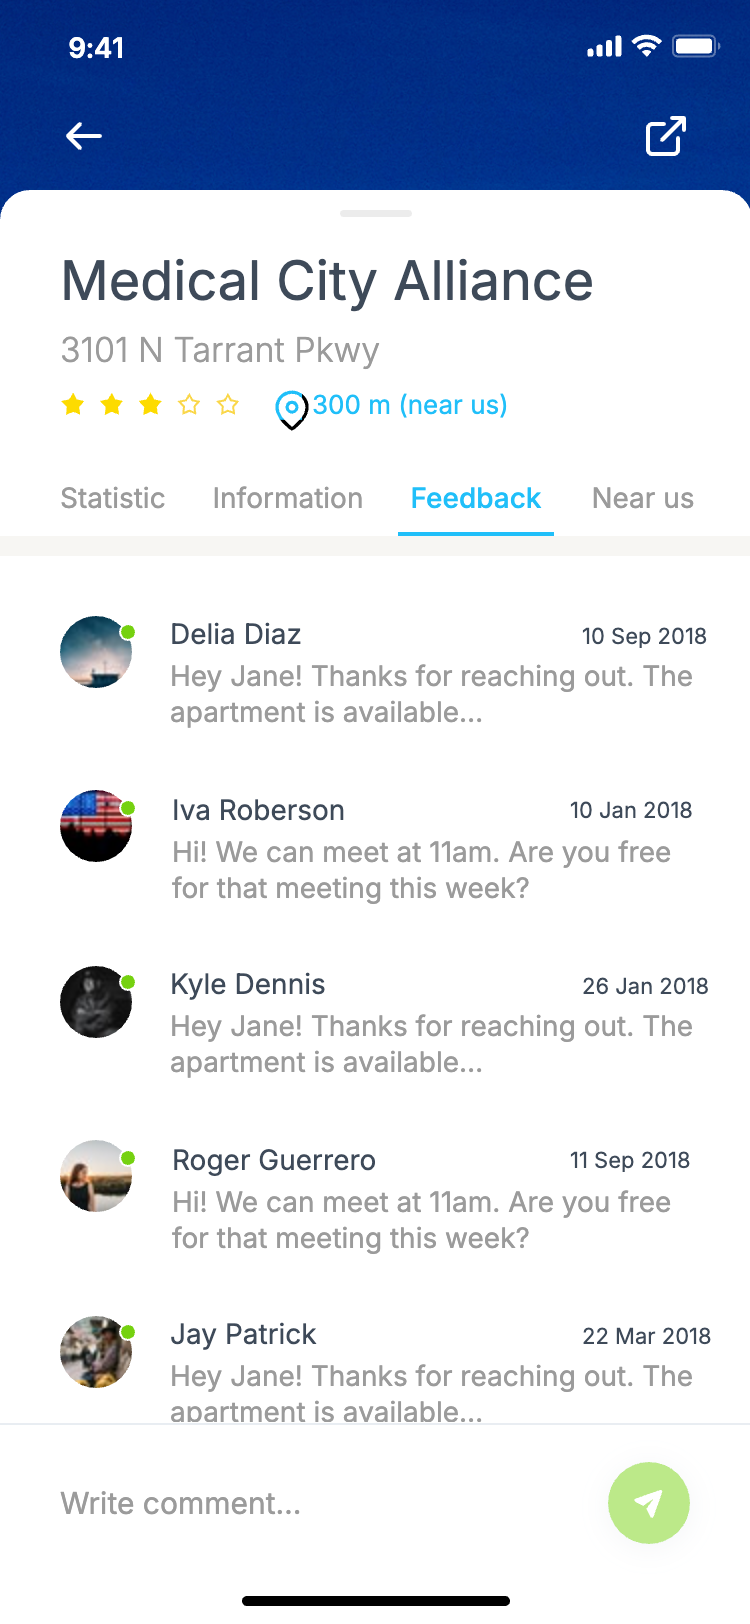 9:41
Medical City Alliance
3101 N Tarrant Pkwy
300 m (near us)
Statistic Information Feedback Near us
Delia Diaz 10 Sep 2018
Hey Jane! Thanks for reaching out. The
apartment is available...
Iva Roberson 10 Jan 2018
Hi! We can meet at 11am. Are you free
for that meeting this week?
Kyle Dennis 26 Jan 2018
Hey Jane! Thanks for reaching out. The
apartment is available...
Roger Guerrero 11 Sep 2018
Hi! We can meet at 11am. Are you free
for that meeting this week?
Jay Patrick 22 Mar 2018
Hey Jane! Thanks for reaching out. The
apartment is available...
Write comment...